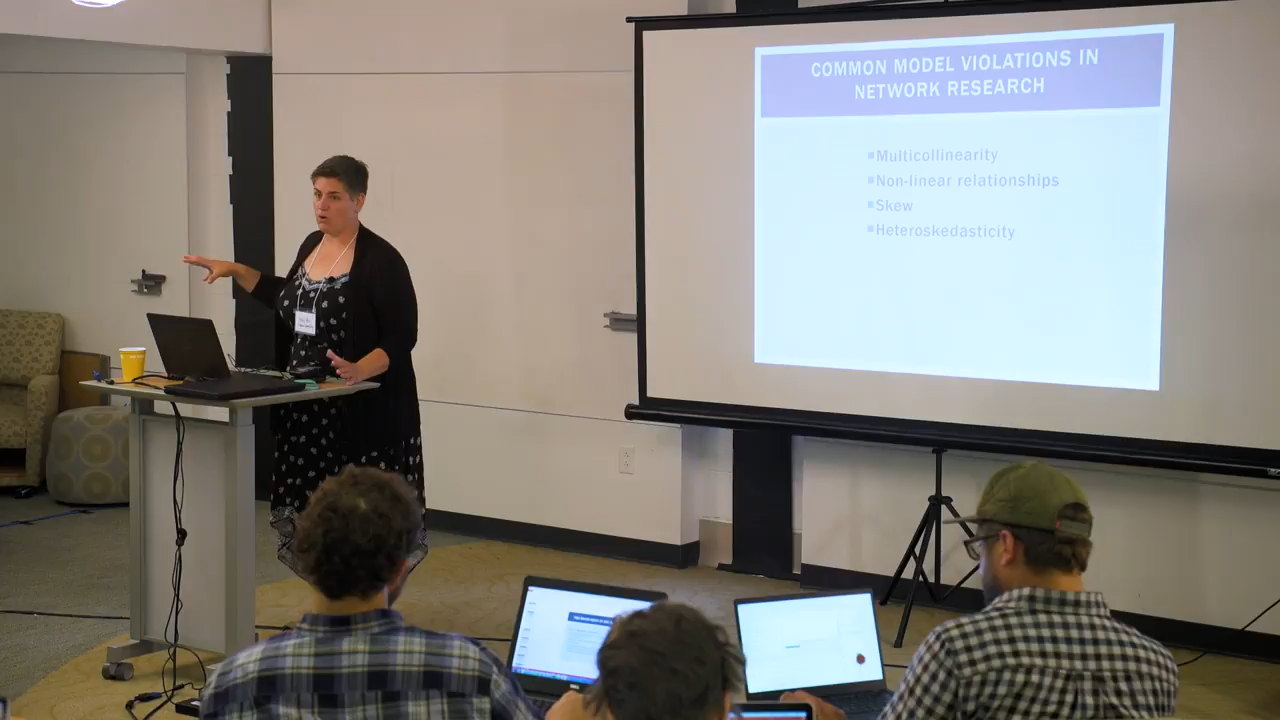 COMMON MODEL VIOLATIONS IN
NETWORK RESEARCH
▪Multicollinearity
▪Non-linear relationships
▪Skew
▪Heteroskedasticity